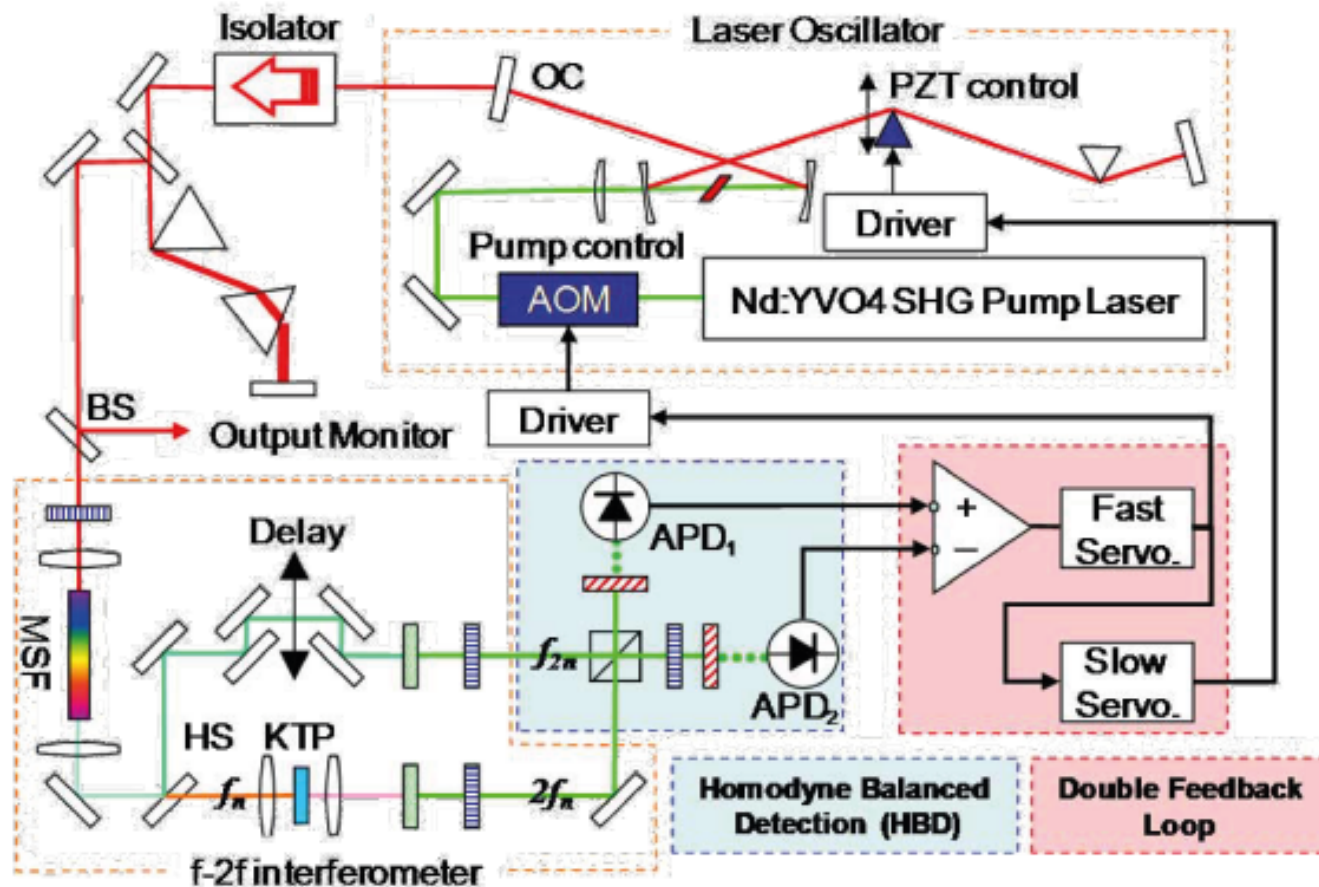 Isolator
Laser Oscillator
OC
PZT control
Driver
Pump control
AOM
Nd:YVO4 SHG Pump Laser
BS
Output Monitor
Driver
Delay
APD₁
+
−
Fast
Servo.
MSF
f₂ₙ
APD₂
Slow
Servo.
HS
KTP
fₙ
2fₙ
f-2f interferometer
Homodyne Balanced
Detection (HBD)
Double Feedback
Loop